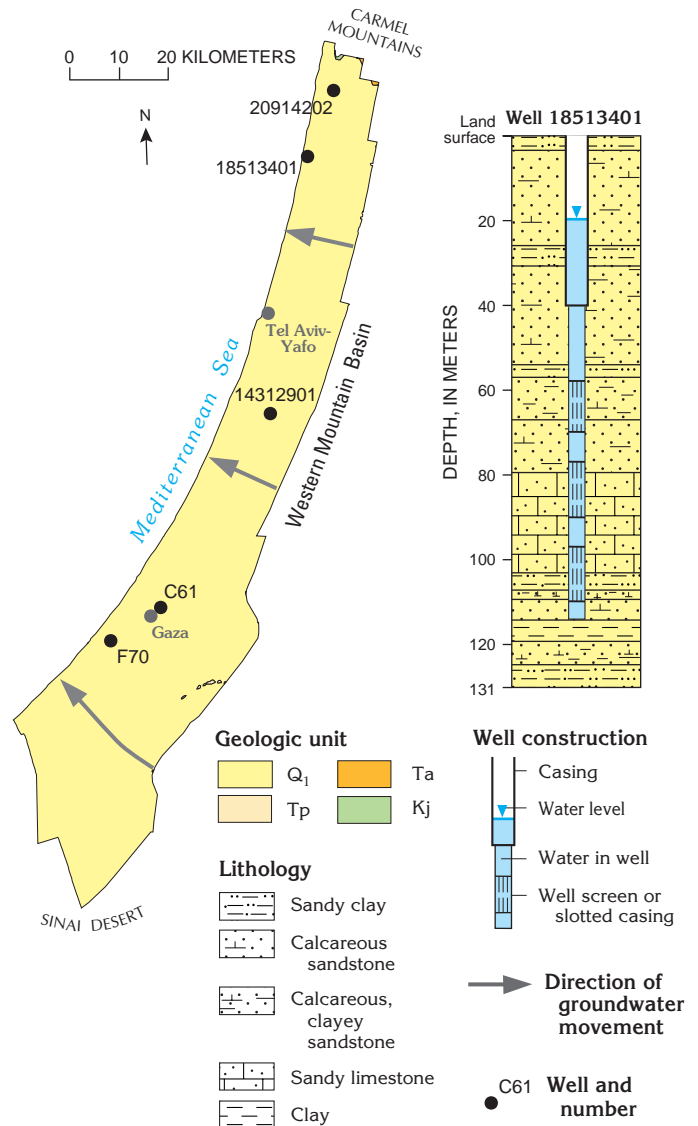 CARMEL
MOUNTAINS
0 10 20 KILOMETERS
N
20914202
18513401
Tel Aviv-
Yafo
Mediterranean Sea
14312901
Western Mountain Basin
C61
Gaza
F70
SINAI DESERT
Well 18513401
Land
surface
20
40
60
80
100
120
131
DEPTH, IN METERS
Geologic unit
Q1
Ta
Tp
Kj
Lithology
Sandy clay
Calcareous
sandstone
Calcareous,
clayey
sandstone
Sandy limestone
Clay
Well construction
Casing
Water level
Water in well
Well screen or
slotted casing
Direction of
groundwater
movement
C61
Well and
number